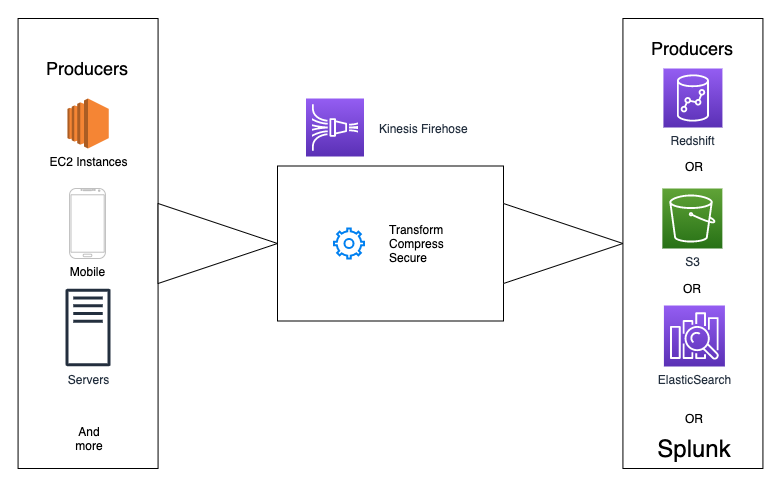 Producers
EC2 Instances
Mobile
Servers
And
more
Kinesis Firehose
Transform
Compress
Secure
Producers
Redshift
OR
S3
OR
ElasticSearch
OR
Splunk